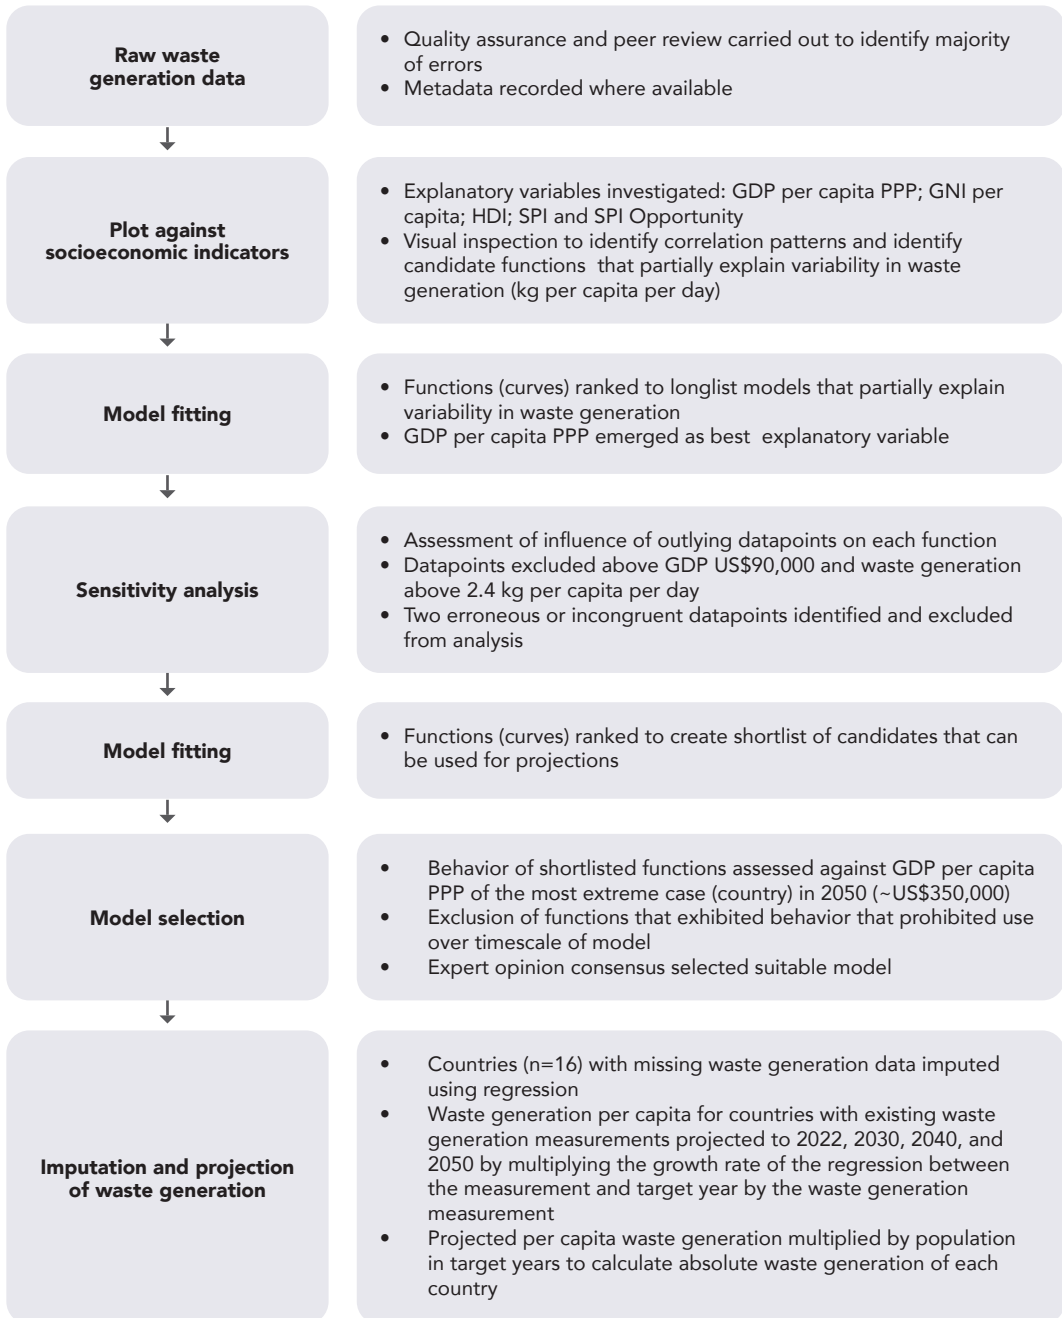 Raw waste
generation data
• Quality assurance and peer review carried out to identify majority
of errors
• Metadata recorded where available
Plot against
socioeconomic indicators
• Explanatory variables investigated: GDP per capita PPP; GNI per
capita; HDI; SPI and SPI Opportunity
• Visual inspection to identify correlation patterns and identify
candidate functions that partially explain variability in waste
generation (kg per capita per day)
Model fitting
• Functions (curves) ranked to longlist models that partially explain
variability in waste generation
• GDP per capita PPP emerged as best explanatory variable
Sensitivity analysis
• Assessment of influence of outlying datapoints on each function
• Datapoints excluded above GDP US$90,000 and waste generation
above 2.4 kg per capita per day
• Two erroneous or incongruent datapoints identified and excluded
from analysis
Model fitting
• Functions (curves) ranked to create shortlist of candidates that can
be used for projections
Model selection
• Behavior of shortlisted functions assessed against GDP per capita
PPP of the most extreme case (country) in 2050 (~US$350,000)
• Exclusion of functions that exhibited behavior that prohibited use
over timescale of model
• Expert opinion consensus selected suitable model
Imputation and projection
of waste generation
• Countries (n=16) with missing waste generation data imputed
using regression
• Waste generation per capita for countries with existing waste
generation measurements projected to 2022, 2030, 2040, and
2050 by multiplying the growth rate of the regression between
the measurement and target year by the waste generation
measurement
• Projected per capita waste generation multiplied by population
in target years to calculate absolute waste generation of each
country